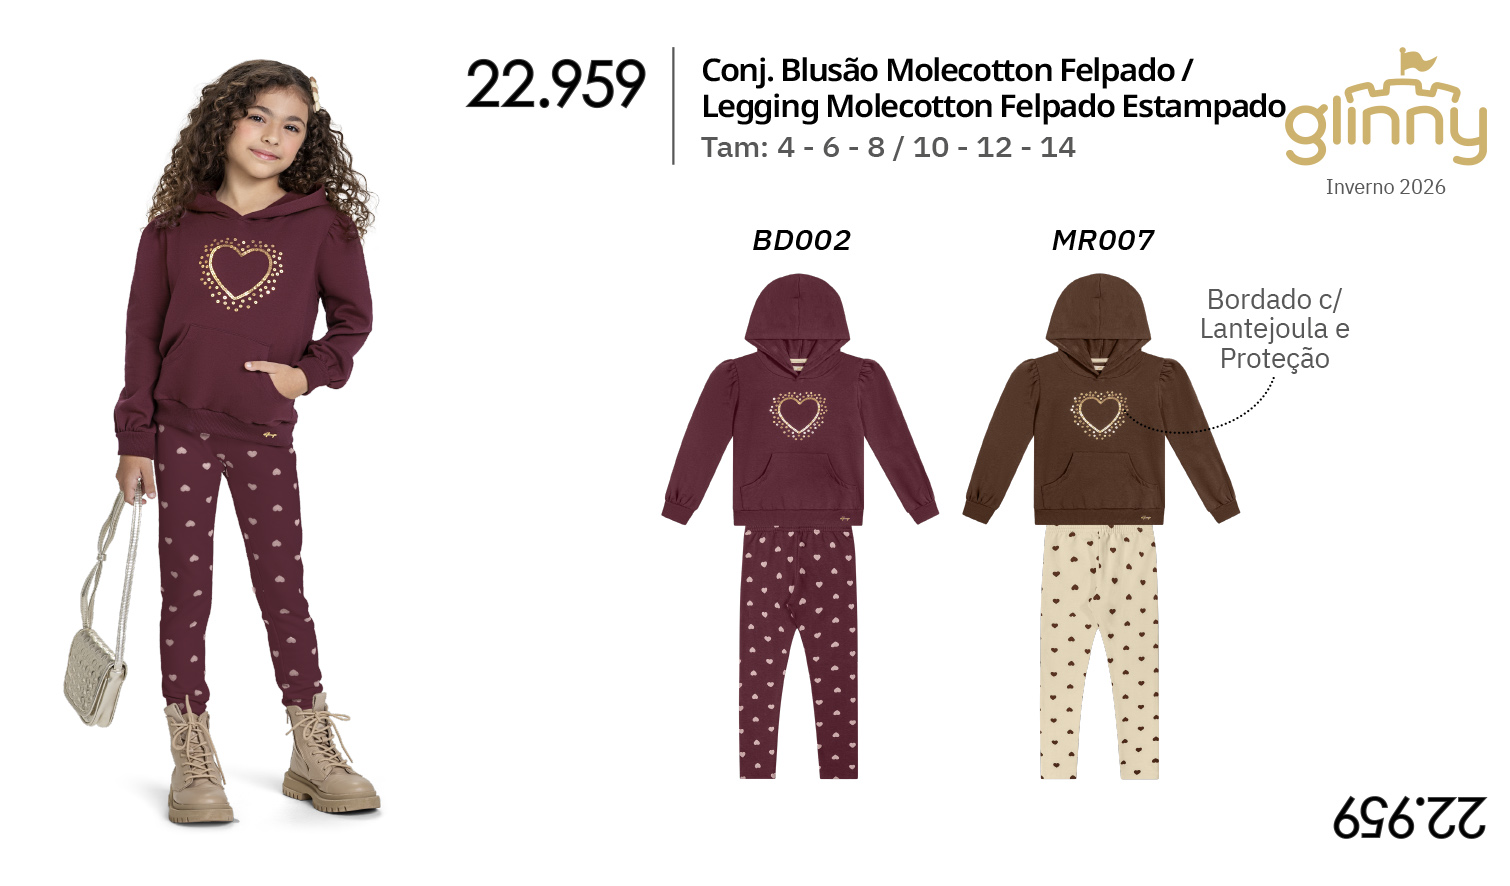 22.959
Conj. Blusão Molecotton Felpado /
Legging Molecotton Felpado Estampado
Tam: 4 - 6 - 8 / 10 - 12 - 14
glinny
Inverno 2026
BD002
MR007
Bordado c/
Lantejoula e
Proteção
22.959